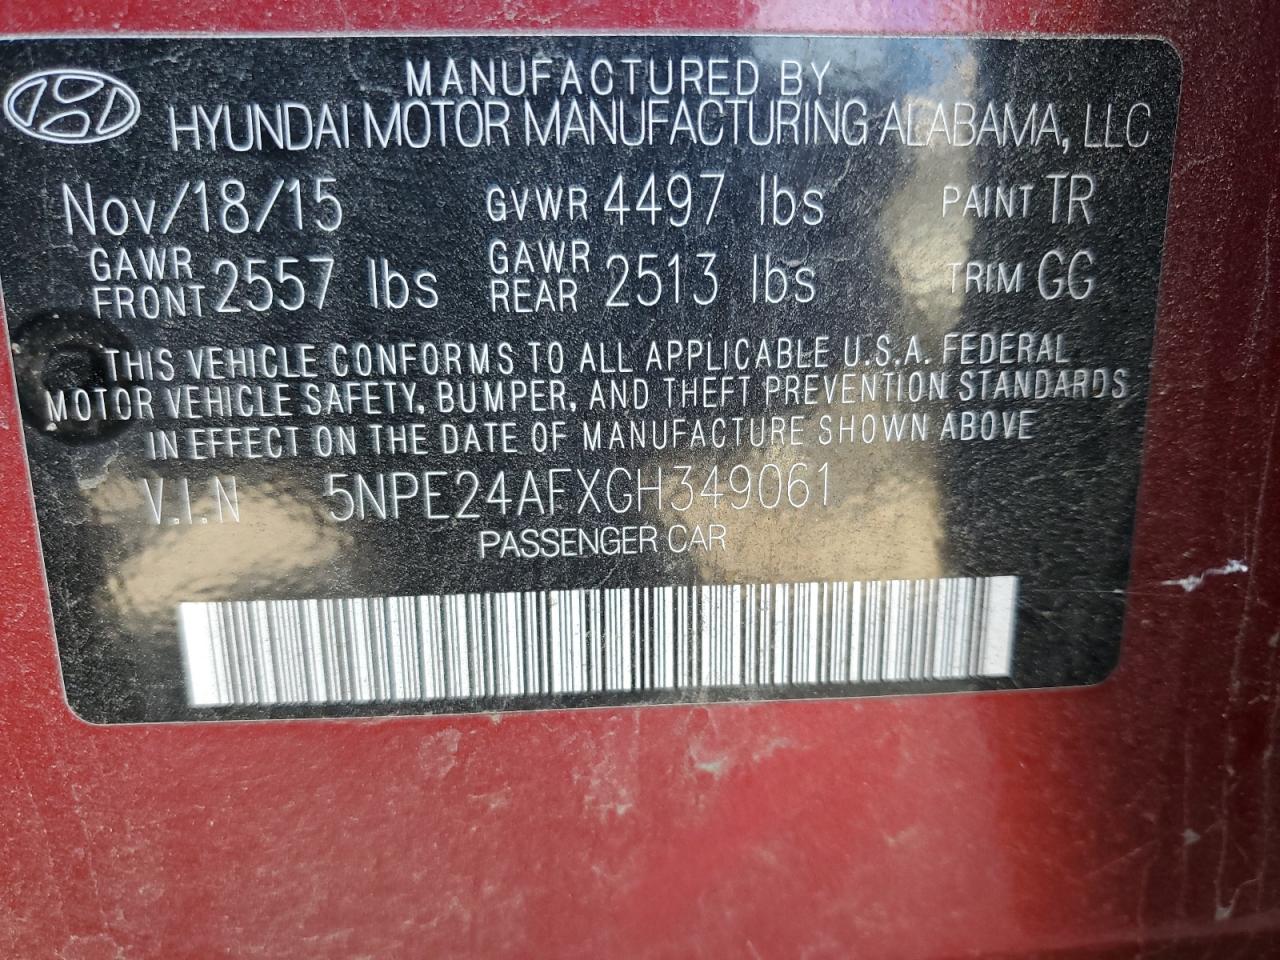 MANUFACTURED BY
HYUNDAI MOTOR MANUFACTURING ALABAMA, LLC
Nov/18/15 GVWR 4497 lbs PAINT TR
GAWR FRONT 2557 lbs GAWR REAR 2513 lbs TRIM GG
THIS VEHICLE CONFORMS TO ALL APPLICABLE U.S.A. FEDERAL
MOTOR VEHICLE SAFETY, BUMPER, AND THEFT PREVENTION STANDARDS
IN EFFECT ON THE DATE OF MANUFACTURE SHOWN ABOVE
V.I.N 5NPE24AFXGH349061
PASSENGER CAR